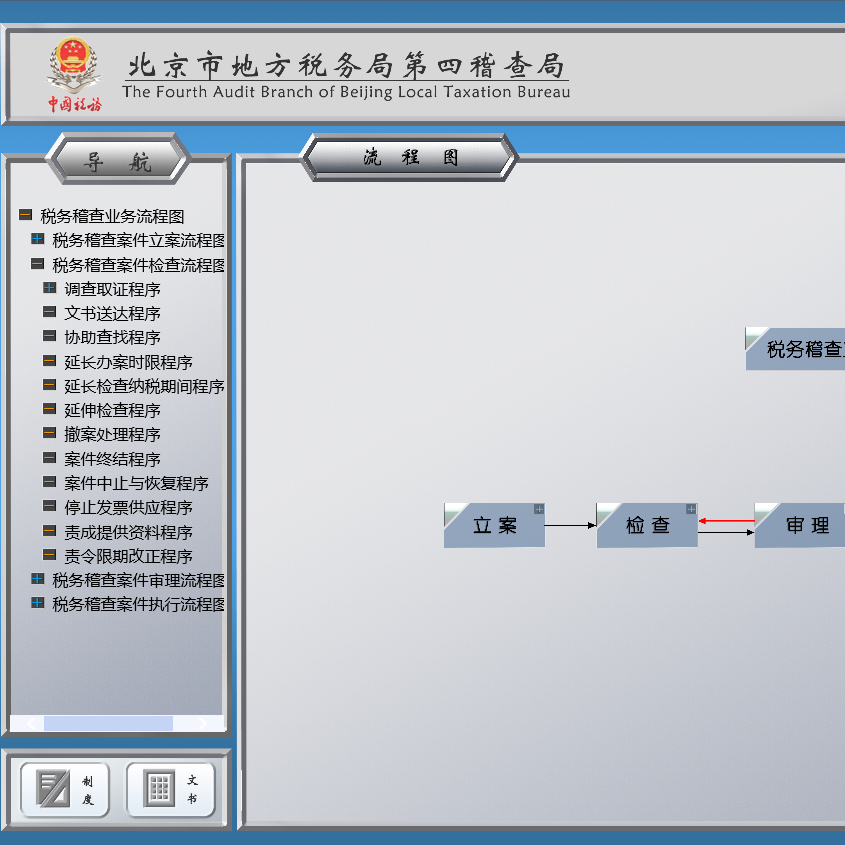 北京市地方税务局第四稽查局
The Fourth Audit Branch of Beijing Local Taxation Bureau
中国税务
导 航
流 程 图
税务稽查业务流程图
税务稽查案件立案流程图
税务稽查案件检查流程图
调查取证程序
文书送达程序
协助查找程序
延长办案时限程序
延长检查纳税期间程序
延伸检查程序
撤案处理程序
案件终结程序
案件中止与恢复程序
停止发票供应程序
责成提供资料程序
责令限期改正程序
税务稽查案件审理流程图
税务稽查案件执行流程图
税务稽查
立 案
检 查
审 理
制度
文书